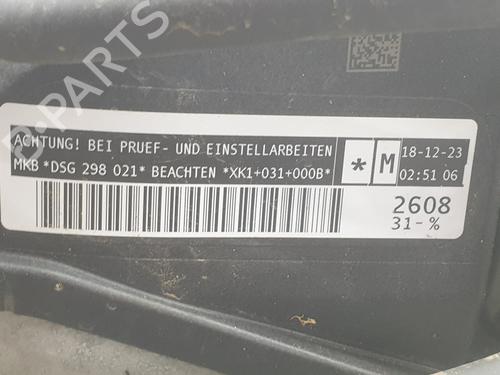 B-PARTS
ACHTUNG! BEI PRUEF- UND EINSTELLARBEITEN
MKB *DSG 298 021* BEACHTEN *XK1+031+000B*
* M
18-12-23
02:51 06
2608
31-%